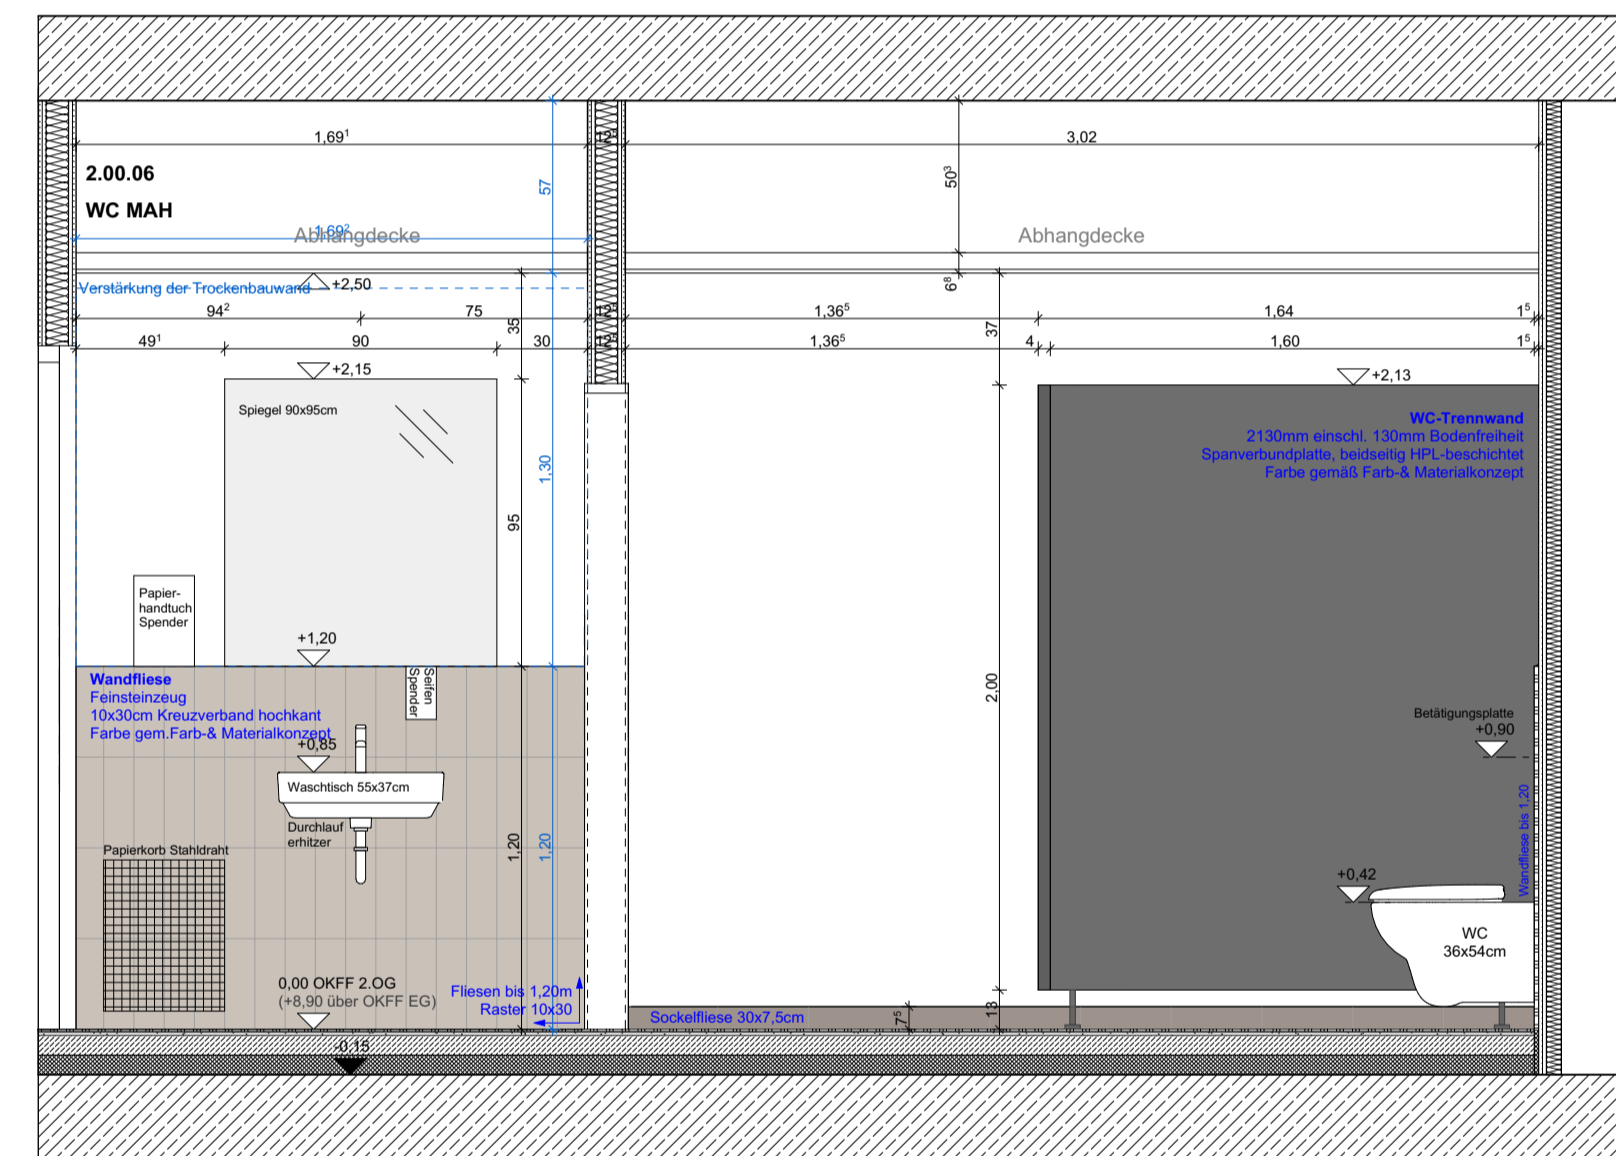 1,69¹
3,02
2.00.06
WC MAH
57
50³
1,69²
Abhangdecke
Abhangdecke
Verstärkung der Trockenbauwand
+2,50
6⁸
94²
75
1,36⁵
1,64
1⁵
35
37
49¹
90
30
1,36⁵
4
1,60
1⁵
+2,15
+2,13
Spiegel 90x95cm
WC-Trennwand
2130mm einschl. 130mm Bodenfreiheit
Spanverbundplatte, beidseitig HPL-beschichtet
Farbe gemäß Farb-& Materialkonzept
1,30
95
Papier-
handtuch
Spender
+1,20
Wandfliese
Feinsteinzeug
10x30cm Kreuzverband hochkant
Farbe gem.Farb-& Materialkonzept
Seifen
Spender
2,00
Betätigungsplatte
+0,90
+0,85
Waschtisch 55x37cm
Durchlauf
erhitzer
Papierkorb Stahldraht
1,20
1,20
Wandfliese bis 1,20
+0,42
WC
36x54cm
0,00 OKFF 2.OG
(+8,90 über OKFF EG)
Fliesen bis 1,20m
Raster 10x30
Sockelfliese 30x7,5cm
7⁵
13
-0,15